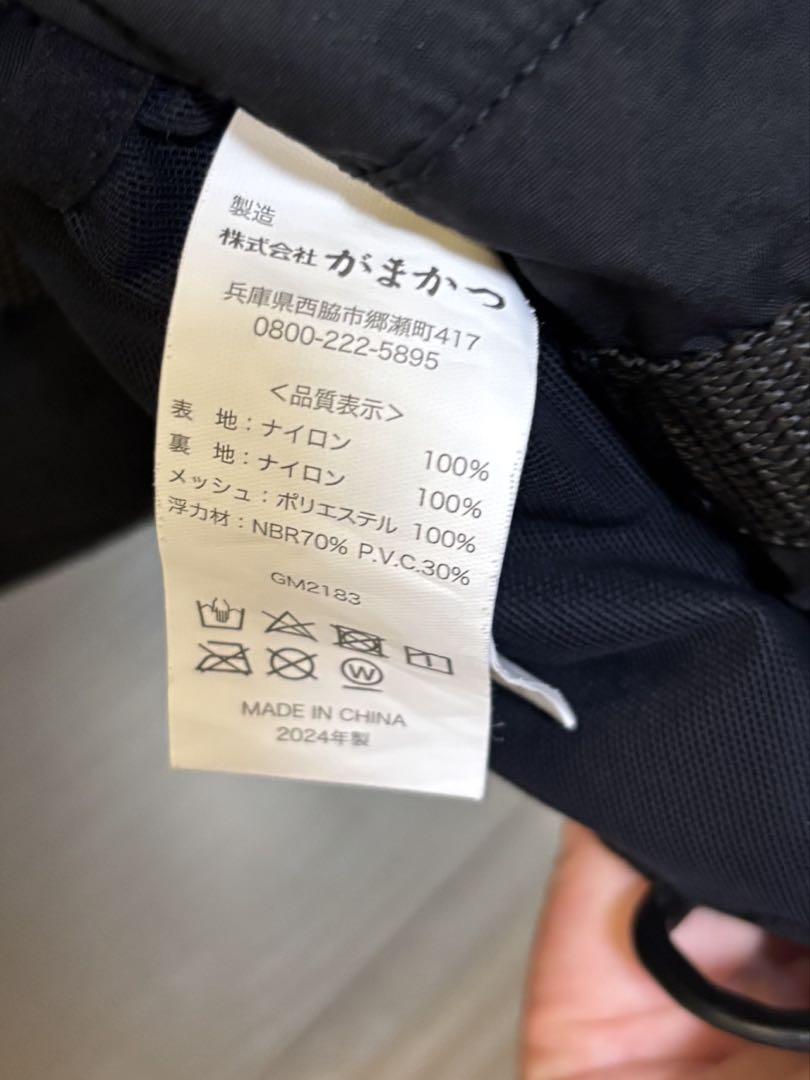 製造
株式会社 がまかつ
兵庫県西脇市郷瀬町417
0800-222-5895
＜品質表示＞
表 地：ナイロン 100%
裏 地：ナイロン 100%
メッシュ：ポリエステル 100%
浮力材：NBR70% P.V.C.30%
GM2183
W
MADE IN CHINA
2024年製